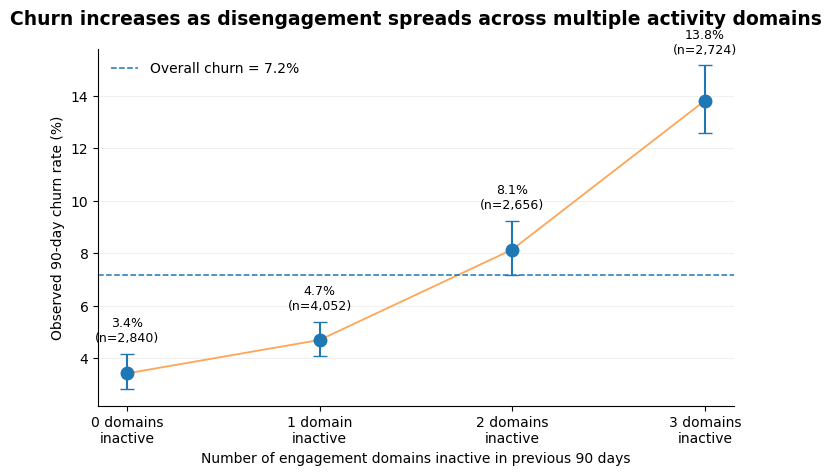 Churn increases as disengagement spreads across multiple activity domains
13.8%
(n=2,724)
Overall churn = 7.2%
14
12
10
8
6
4
Observed 90-day churn rate (%)
8.1%
(n=2,656)
4.7%
(n=4,052)
3.4%
(n=2,840)
0 domains
inactive
1 domain
inactive
2 domains
inactive
3 domains
inactive
Number of engagement domains inactive in previous 90 days